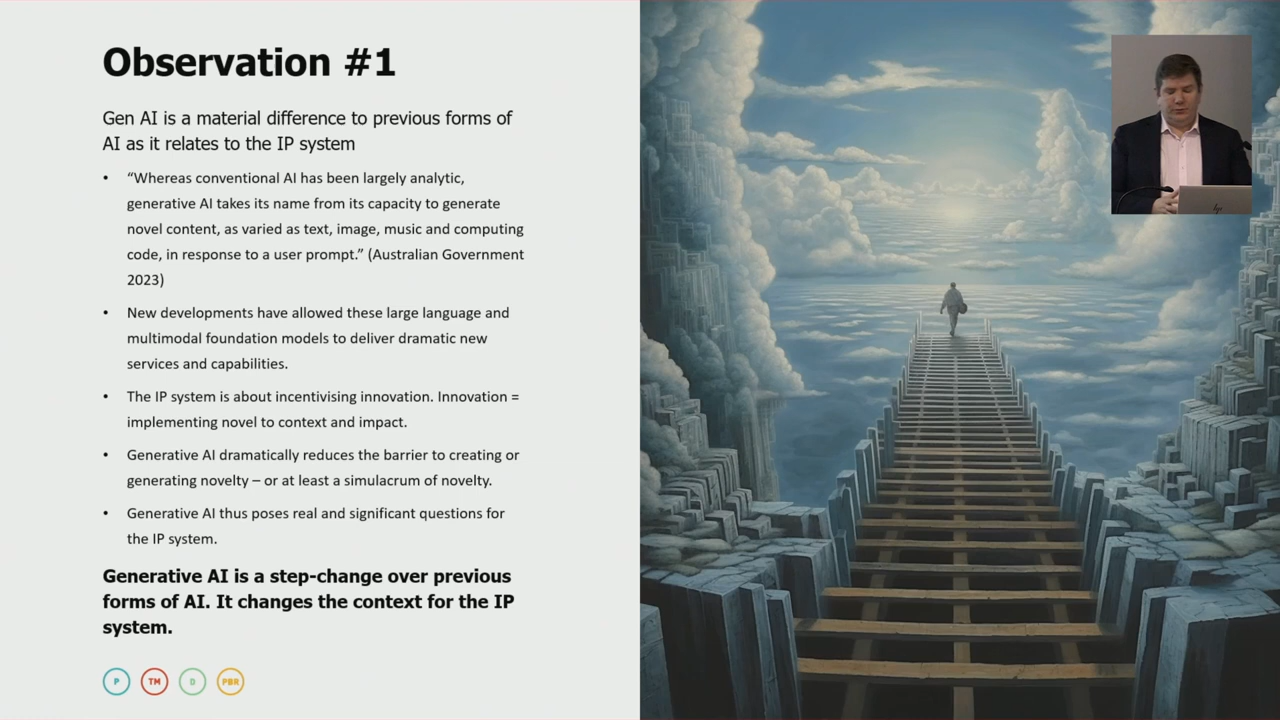 Observation #1
Gen AI is a material difference to previous forms of
AI as it relates to the IP system
• “Whereas conventional AI has been largely analytic,
generative AI takes its name from its capacity to generate
novel content, as varied as text, image, music and computing
code, in response to a user prompt.” (Australian Government
2023)
• New developments have allowed these large language and
multimodal foundation models to deliver dramatic new
services and capabilities.
• The IP system is about incentivising innovation. Innovation =
implementing novel to context and impact.
• Generative AI dramatically reduces the barrier to creating or
generating novelty – or at least a simulacrum of novelty.
• Generative AI thus poses real and significant questions for
the IP system.
Generative AI is a step-change over previous
forms of AI. It changes the context for the IP
system.
P TM D PBR
hp